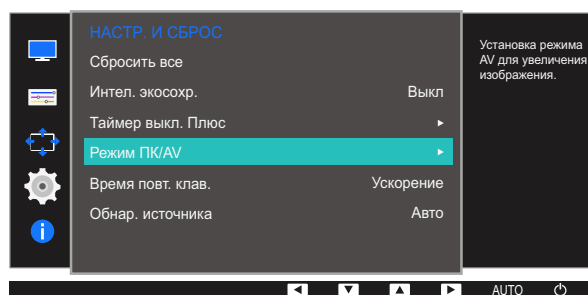 НАСТР. И СБРОС
Сбросить все
Интел. экосохр. Выкл
Таймер выкл. Плюс
Режим ПК/AV
Время повт. клав. Ускорение
Обнар. источника Авто
Установка режима
AV для увеличения
изображения.
AUTO